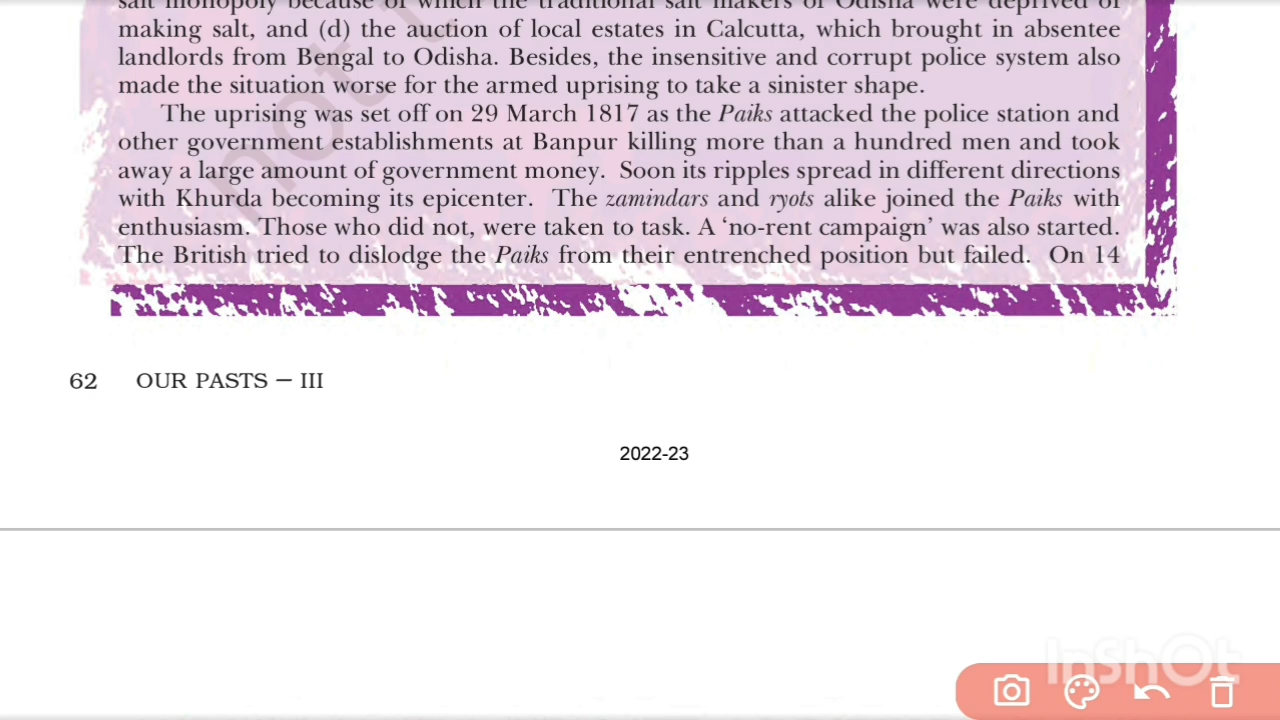 salt monopoly because of which the traditional salt makers of Odisha were deprived of
making salt, and (d) the auction of local estates in Calcutta, which brought in absentee
landlords from Bengal to Odisha. Besides, the insensitive and corrupt police system also
made the situation worse for the armed uprising to take a sinister shape.
The uprising was set off on 29 March 1817 as the Paiks attacked the police station and
other government establishments at Banpur killing more than a hundred men and took
away a large amount of government money. Soon its ripples spread in different directions
with Khurda becoming its epicenter. The zamindars and ryots alike joined the Paiks with
enthusiasm. Those who did not, were taken to task. A ‘no-rent campaign’ was also started.
The British tried to dislodge the Paiks from their entrenched position but failed. On 14
62 OUR PASTS – III
2022-23
InShOt
not t